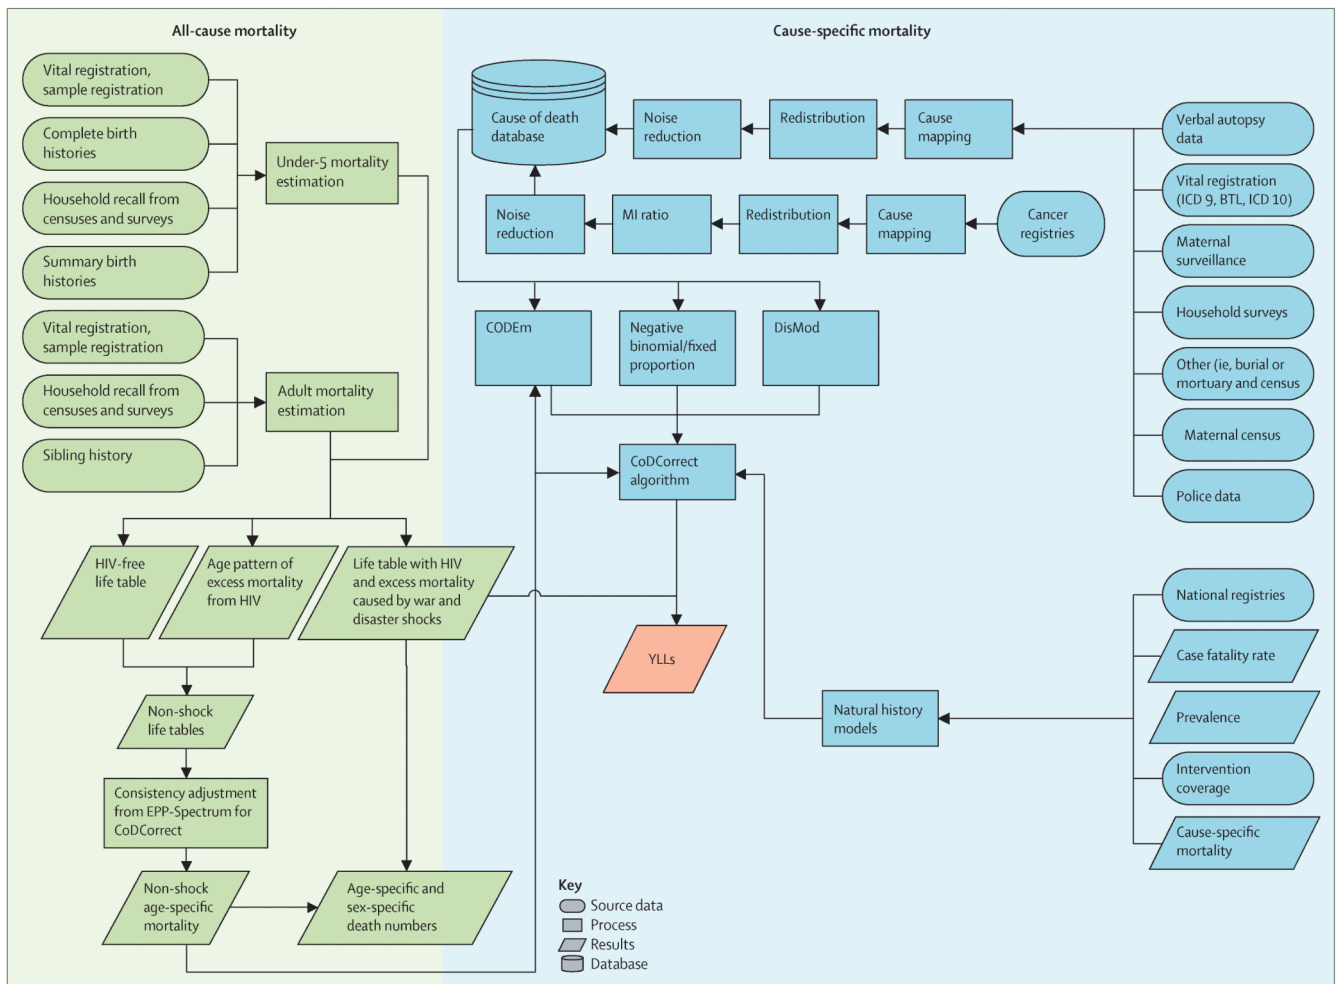 All-cause mortality
Vital registration,
sample registration
Complete birth
histories
Household recall from
censuses and surveys
Summary birth
histories
Under-5 mortality
estimation
Vital registration,
sample registration
Household recall from
censuses and surveys
Sibling history
Adult mortality
estimation
HIV-free
life table
Age pattern of
excess mortality
from HIV
Life table with HIV
and excess mortality
caused by war and
disaster shocks
Non-shock
life tables
Consistency adjustment
from EPP-Spectrum for
CoDCorrect
Non-shock
age-specific
mortality
Age-specific and
sex-specific
death numbers
Cause-specific mortality
Cause of death
database
Noise
reduction
Redistribution
Cause
mapping
Noise
reduction
MI ratio
Redistribution
Cause
mapping
Cancer
registries
Verbal autopsy
data
Vital registration
(ICD 9, BTL, ICD 10)
Maternal
surveillance
Household surveys
Other (ie, burial or
mortuary and census
Maternal census
Police data
CODEm
Negative
binomial/fixed
proportion
DisMod
CoDCorrect
algorithm
YLLs
Natural history
models
National registries
Case fatality rate
Prevalence
Intervention
coverage
Cause-specific
mortality
Key
Source data
Process
Results
Database